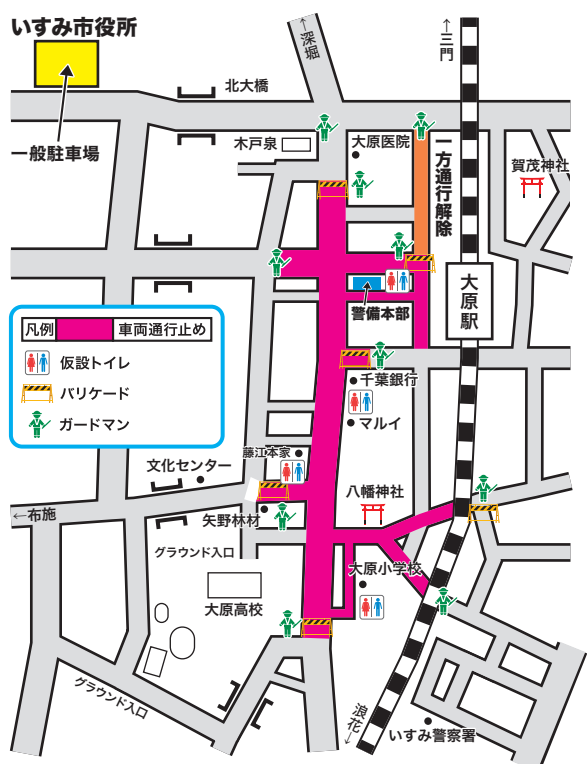 いすみ市役所
↑深堀
↑三門
北大橋
木戸泉
大原医院
一般駐車場
一方通行解除
賀茂神社
大原駅
警備本部
凡例
車両通行止め
仮設トイレ
バリケード
ガードマン
千葉銀行
マルイ
藤江本家
文化センター
八幡神社
←布施
矢野林材
グラウンド入口
大原小学校
大原高校
グラウンド入口
浪花↓
いすみ警察署